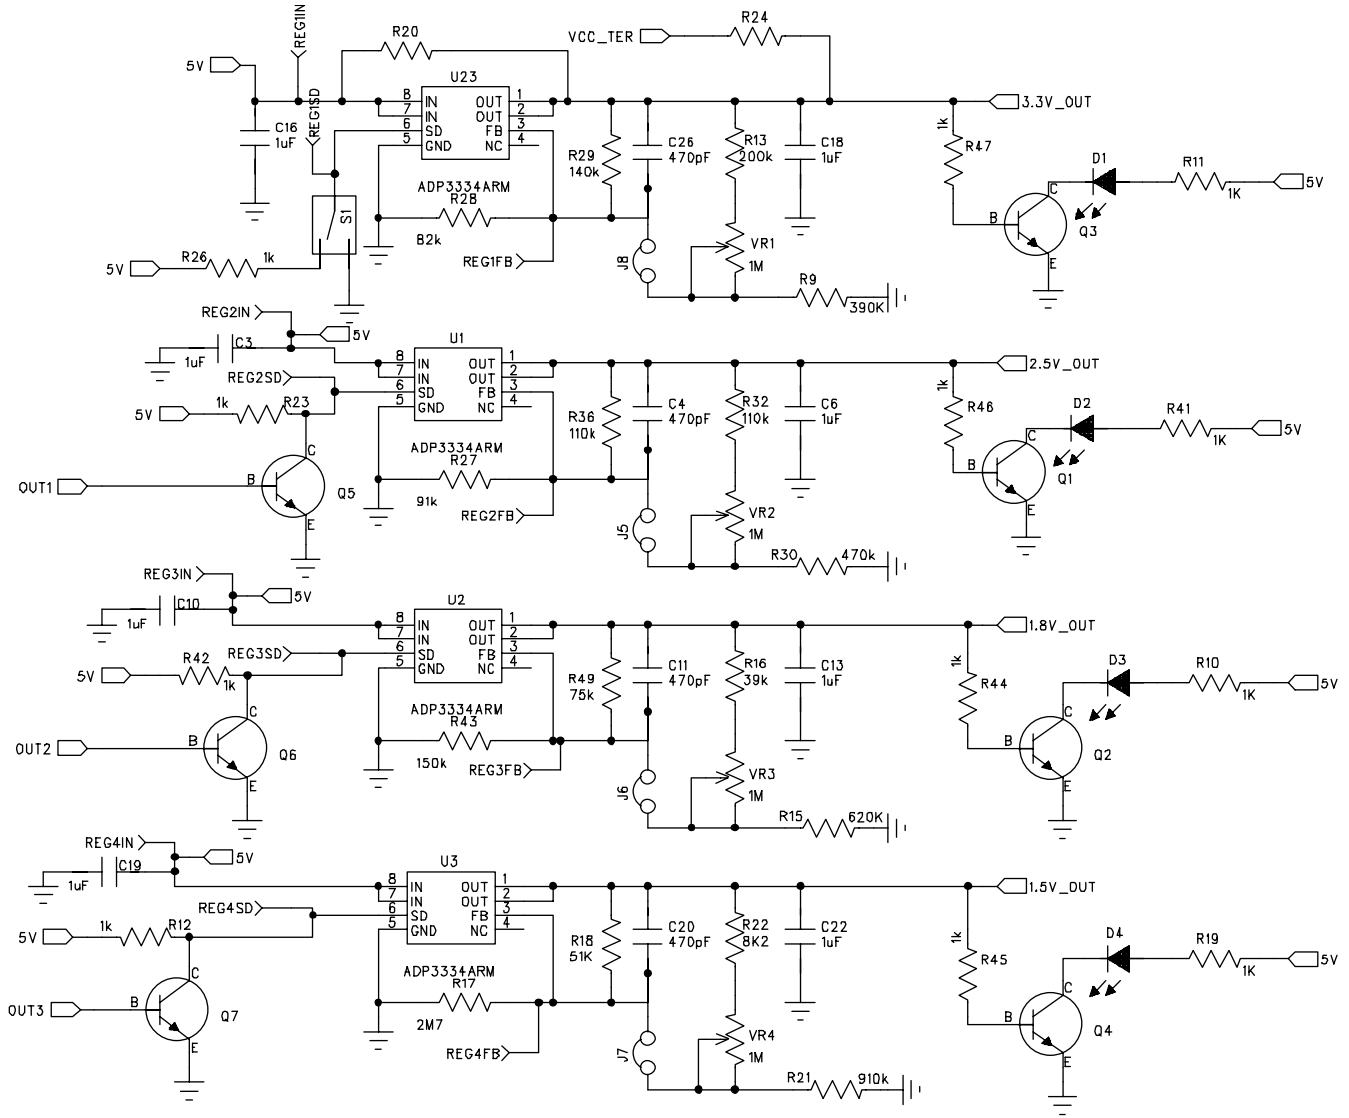 REG1IN
R20
VCC_TER
R24
5V
REG1SD
U23
C16
1uF
8 IN OUT 1
7 IN OUT 2
6 SD FB 3
5 GND NC 4
ADP3334ARM
R28
82k
R29
140k
C26
470pF
R13
200k
C18
1uF
1k
R47
3.3V_OUT
D1
R11
1K
5V
C
B
E
Q3
S1
5V
R26
1k
REG1FB
J8
VR1
1M
R9
390K
REG2IN
5V
C3
1uF
REG2SD
5V
1k
R23
U1
8 IN OUT 1
7 IN OUT 2
6 SD FB 3
5 GND NC 4
ADP3334ARM
R27
91k
REG2FB
OUT1
B
C
E
Q5
R36
110k
C4
470pF
R32
110k
C6
1uF
J5
VR2
1M
R30
470k
2.5V_OUT
1k
R46
D2
R41
1K
5V
C
B
E
Q1
REG3IN
5V
C10
1uF
REG3SD
5V
R42
1k
U2
8 IN OUT 1
7 IN OUT 2
6 SD FB 3
5 GND NC 4
ADP3334ARM
R43
150k
REG3FB
OUT2
B
C
E
Q6
R49
75k
C11
470pF
R16
39k
C13
1uF
J6
VR3
1M
R15
620K
1.8V_OUT
1k
R44
D3
R10
1K
5V
C
B
E
Q2
REG4IN
5V
C19
1uF
REG4SD
5V
1k
R12
U3
8 IN OUT 1
7 IN OUT 2
6 SD FB 3
5 GND NC 4
ADP3334ARM
R17
2M7
REG4FB
OUT3
B
C
E
Q7
R18
51K
C20
470pF
R22
8K2
C22
1uF
J7
VR4
1M
R21
910k
1.5V_OUT
1k
R45
D4
R19
1K
5V
C
B
E
Q4